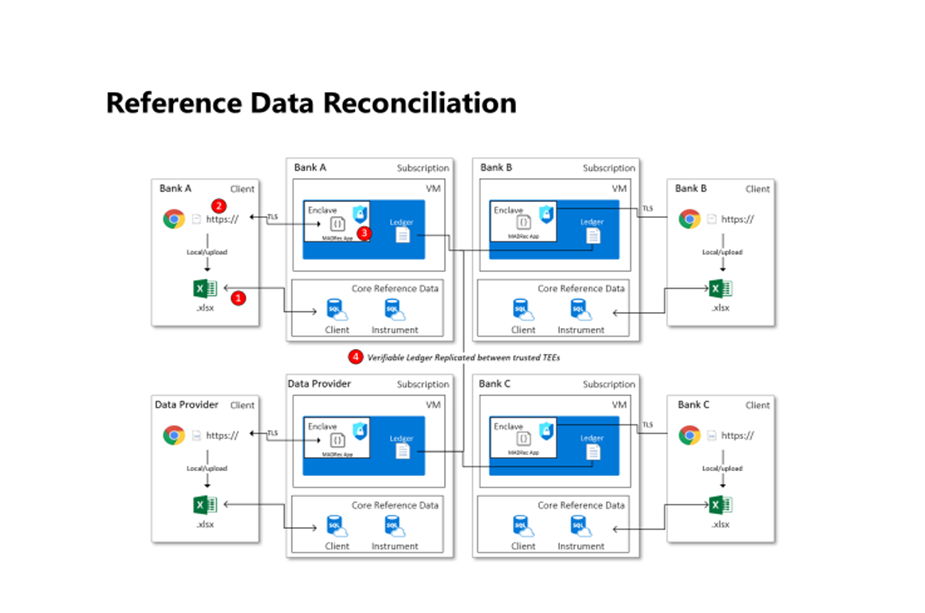 Reference Data Reconciliation
Bank A Client
2
https://
TLS
Local/upload
.xlsx
1
Bank A Subscription
VM
Enclave
MADRec App
3
Ledger
Core Reference Data
SQL SQL
Client Instrument
Bank B Subscription
VM
Enclave
MADRec App
Ledger
Core Reference Data
SQL SQL
Client Instrument
Bank B Client
TLS
https://
Local/upload
.xlsx
4 Verifiable Ledger Replicated between trusted TEEs
Data Provider Client
https://
TLS
Local/upload
.xlsx
Data Provider Subscription
VM
Enclave
MADRec App
Ledger
Core Reference Data
SQL SQL
Client Instrument
Bank C Subscription
VM
Enclave
MADRec App
Ledger
Core Reference Data
SQL SQL
Client Instrument
Bank C Client
TLS
https://
Local/upload
.xlsx